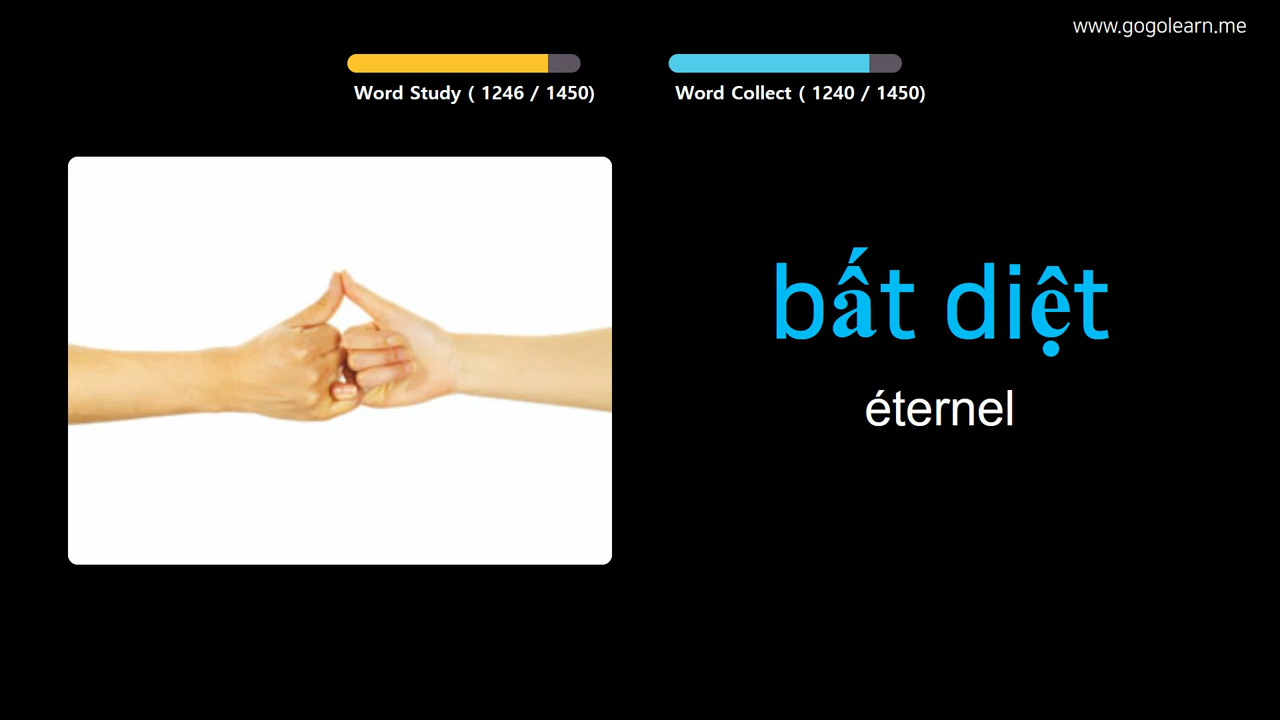 www.gogolearn.me
Word Study ( 1246 / 1450)
Word Collect ( 1240 / 1450)
bất diệt
éternel